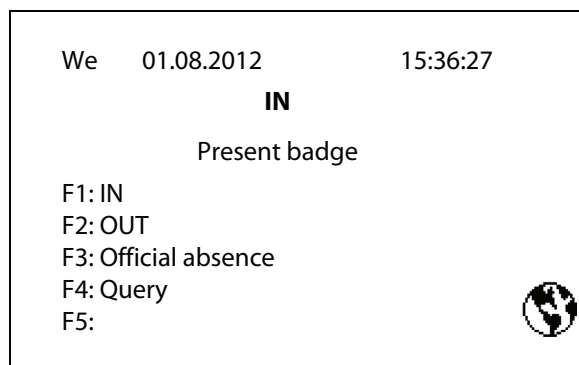 We 01.08.2012 15:36:27
IN
Present badge
F1: IN
F2: OUT
F3: Official absence
F4: Query
F5: